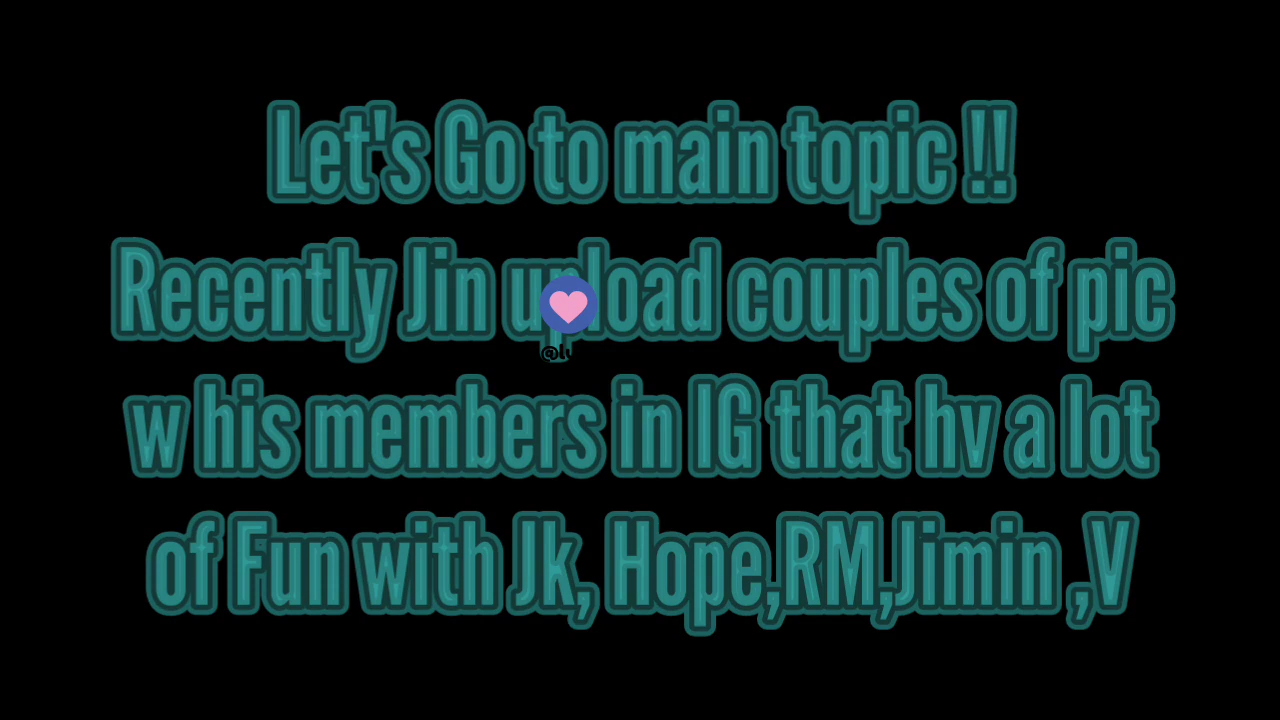 Let's Go to main topic !!
Recently Jin upload couples of pic
w his members in IG that hv a lot
of Fun with Jk, Hope,RM,Jimin ,V